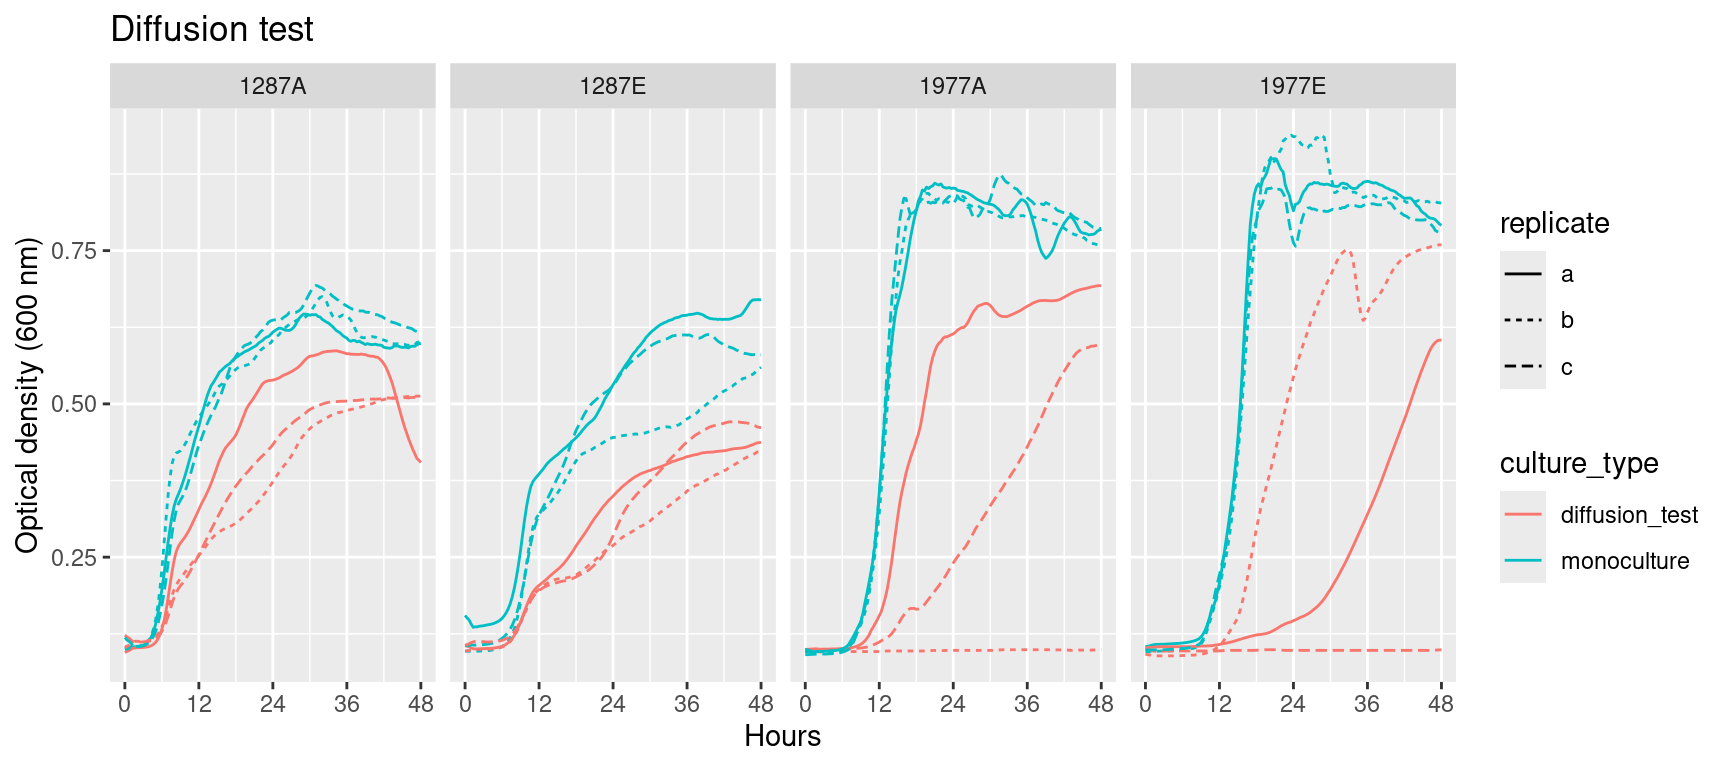 Diffusion test
1287A 1287E 1977A 1977E
Optical density (600 nm)
0.75
0.50
0.25
0 12 24 36 48 0 12 24 36 48 0 12 24 36 48 0 12 24 36 48
Hours
replicate
a
b
c
culture_type
diffusion_test
monoculture